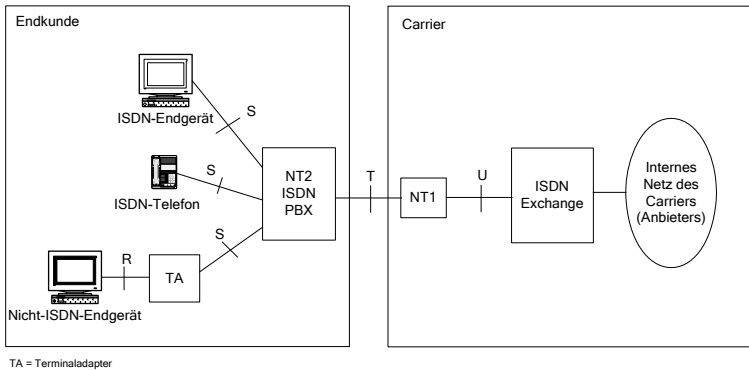 Endkunde
Carrier
S
ISDN-Endgerät
S
ISDN-Telefon
S
R
TA
Nicht-ISDN-Endgerät
NT2
ISDN
PBX
T
NT1
U
ISDN
Exchange
Internes
Netz des
Carriers
(Anbieters)
TA = Terminaladapter